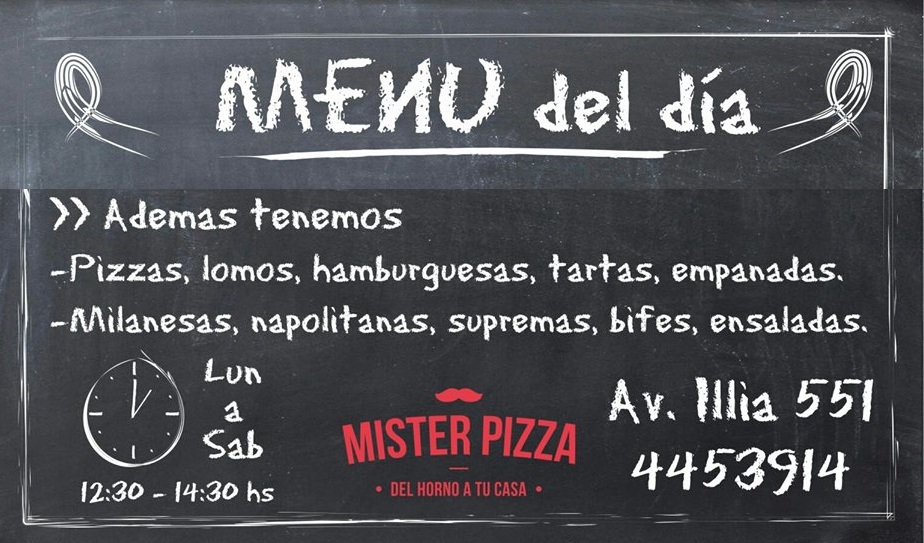 MENU del día
>> Ademas tenemos
-Pizzas, lomos, hamburguesas, tartas, empanadas.
-Milanesas, napolitanas, supremas, bifes, ensaladas.
Lun
a
Sab
12:30 - 14:30 hs
MISTER PIZZA
• DEL HORNO A TU CASA •
Av. Illia 551
4453914